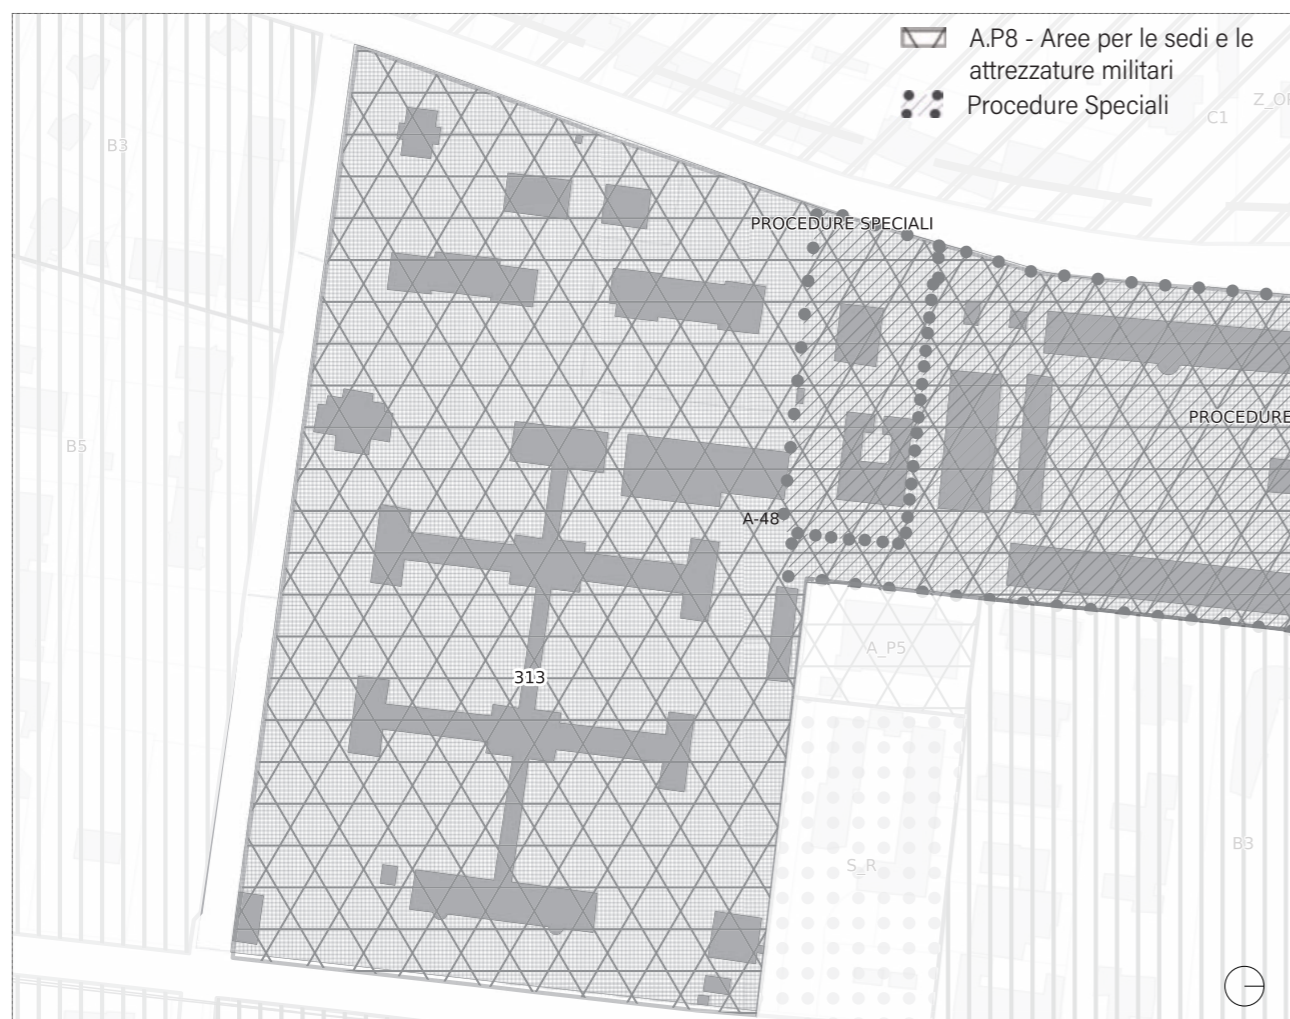 A.P8 - Aree per le sedi e le
attrezzature militari
Procedure Speciali
C1
B3
PROCEDURE SPECIALI
PROCEDURE
B5
A-48
A_P5
313
B3
S_R